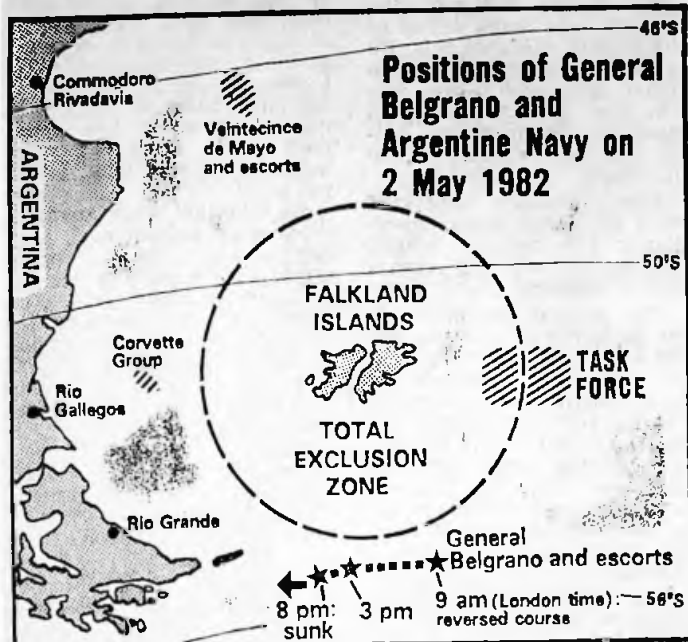 46°S
Commodoro
Rivadavia
Positions of General
Belgrano and
Argentine Navy on
2 May 1982
Veintecince
de Mayo
and escorts
ARGENTINA
50°S
FALKLAND
ISLANDS
Corvette
Group
TASK
FORCE
Rio
Gallegos
TOTAL
EXCLUSION
ZONE
Rio Grande
General
Belgrano and escorts
8 pm:
sunk
3 pm
9 am (London time):
reversed course
56°S